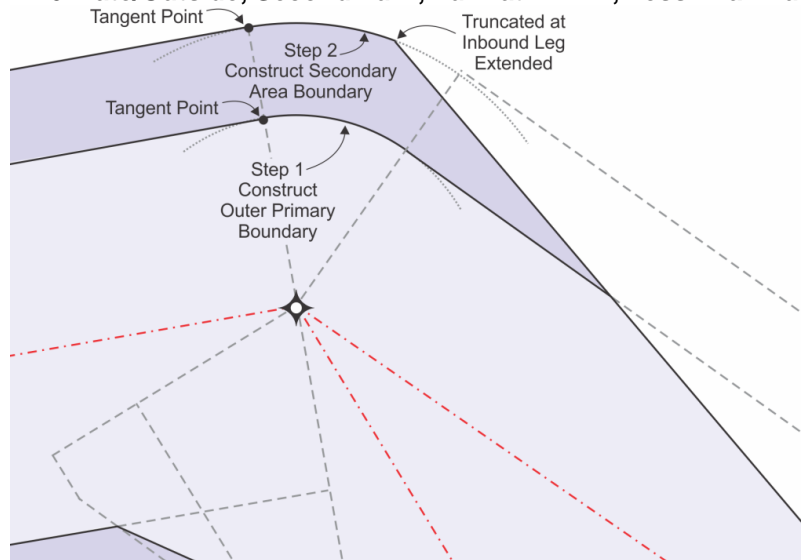 Tangent Point
Step 2
Construct Secondary
Area Boundary
Truncated at
Inbound Leg
Extended
Tangent Point
Step 1
Construct
Outer Primary
Boundary